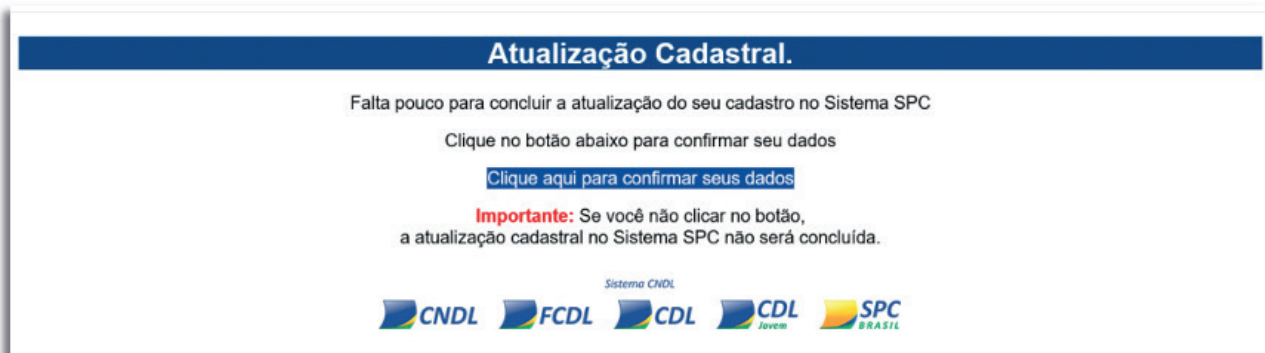 Atualização Cadastral.
Falta pouco para concluir a atualização do seu cadastro no Sistema SPC
Clique no botão abaixo para confirmar seu dados
Clique aqui para confirmar seus dados
Importante: Se você não clicar no botão,
a atualização cadastral no Sistema SPC não será concluída.
Sistema CNDL
CNDL FCDL CDL CDL Jovem SPC BRASIL